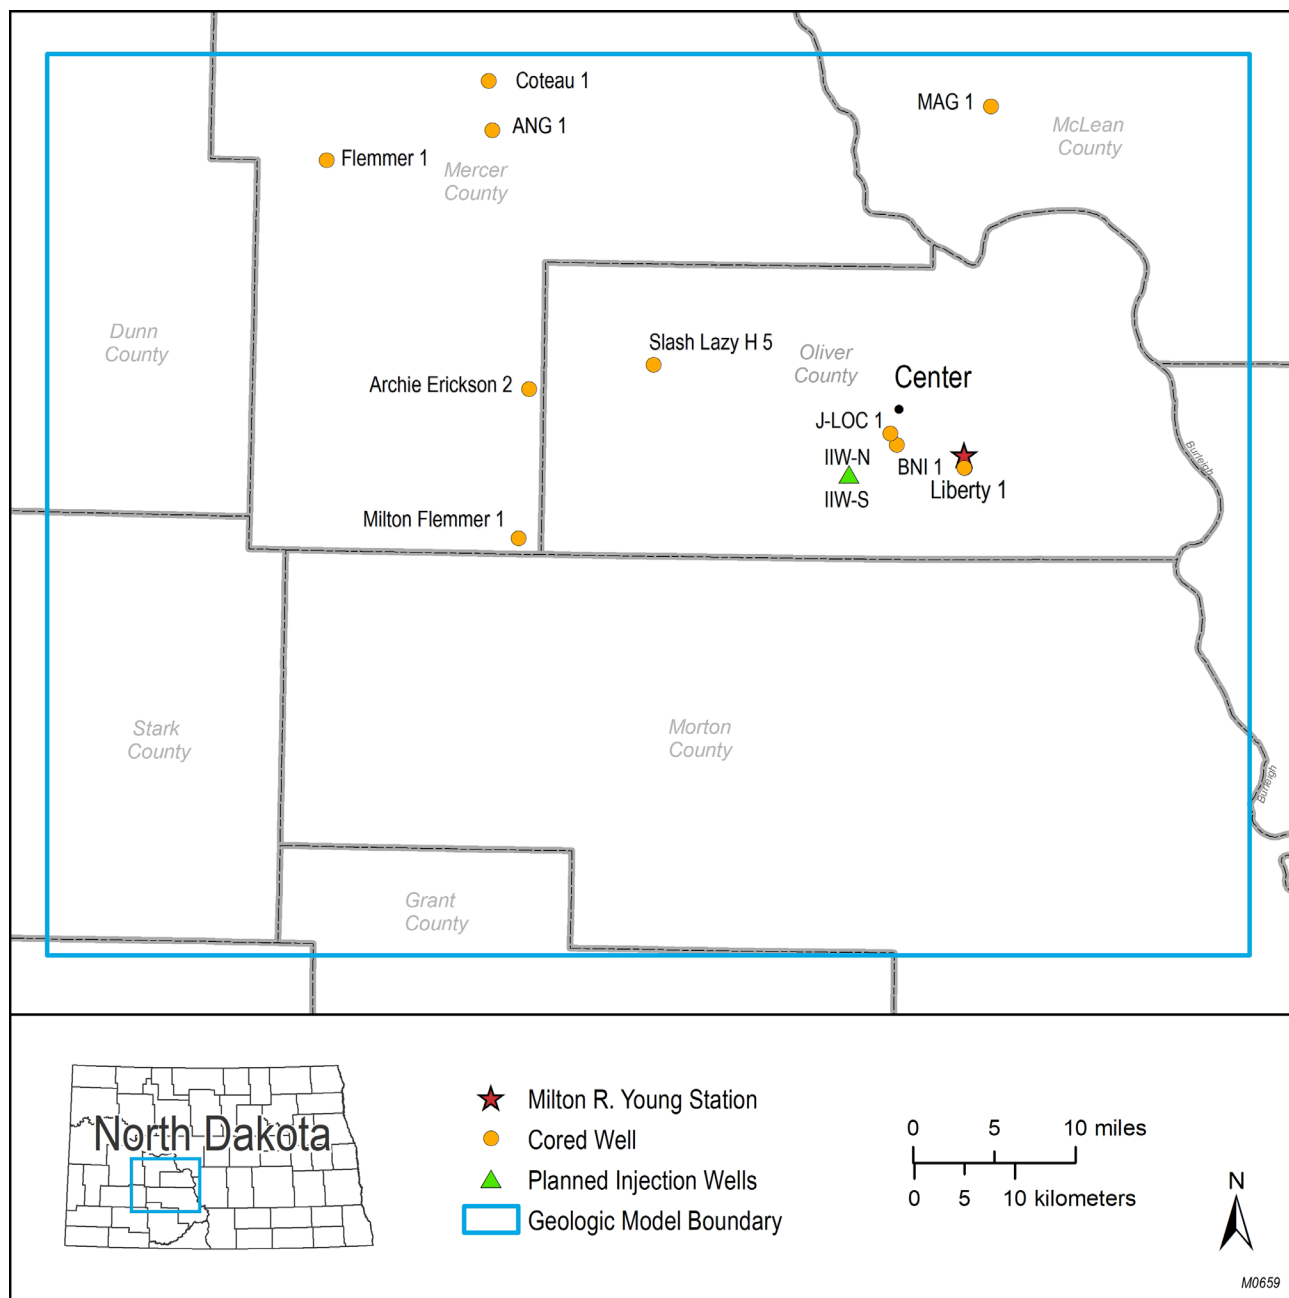 Coteau 1
MAG 1
ANG 1
McLean
County
Flemmer 1
Mercer
County
Dunn
County
Slash Lazy H 5
Oliver
County
Archie Erickson 2
Center
J-LOC 1
Burleigh
IIW-N
BNI 1
Liberty 1
IIW-S
Milton Flemmer 1
Stark
County
Morton
County
Burleigh
Grant
County
North Dakota
Milton R. Young Station
Cored Well
Planned Injection Wells
Geologic Model Boundary
0 5 10 miles
0 5 10 kilometers
N
M0659